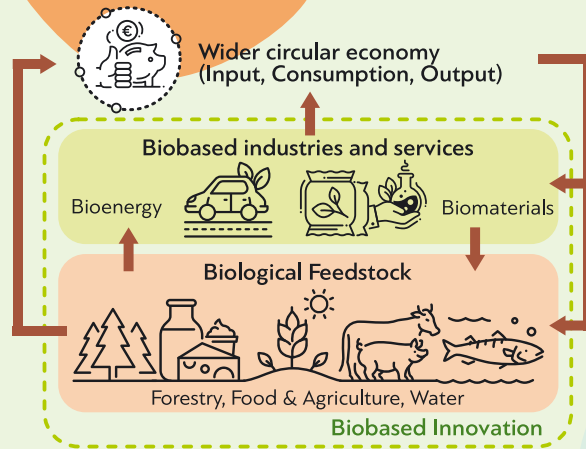 €
Wider circular economy
(Input, Consumption, Output)
Biobased industries and services
Bioenergy
Biomaterials
Biological Feedstock
Forestry, Food & Agriculture, Water
Biobased Innovation